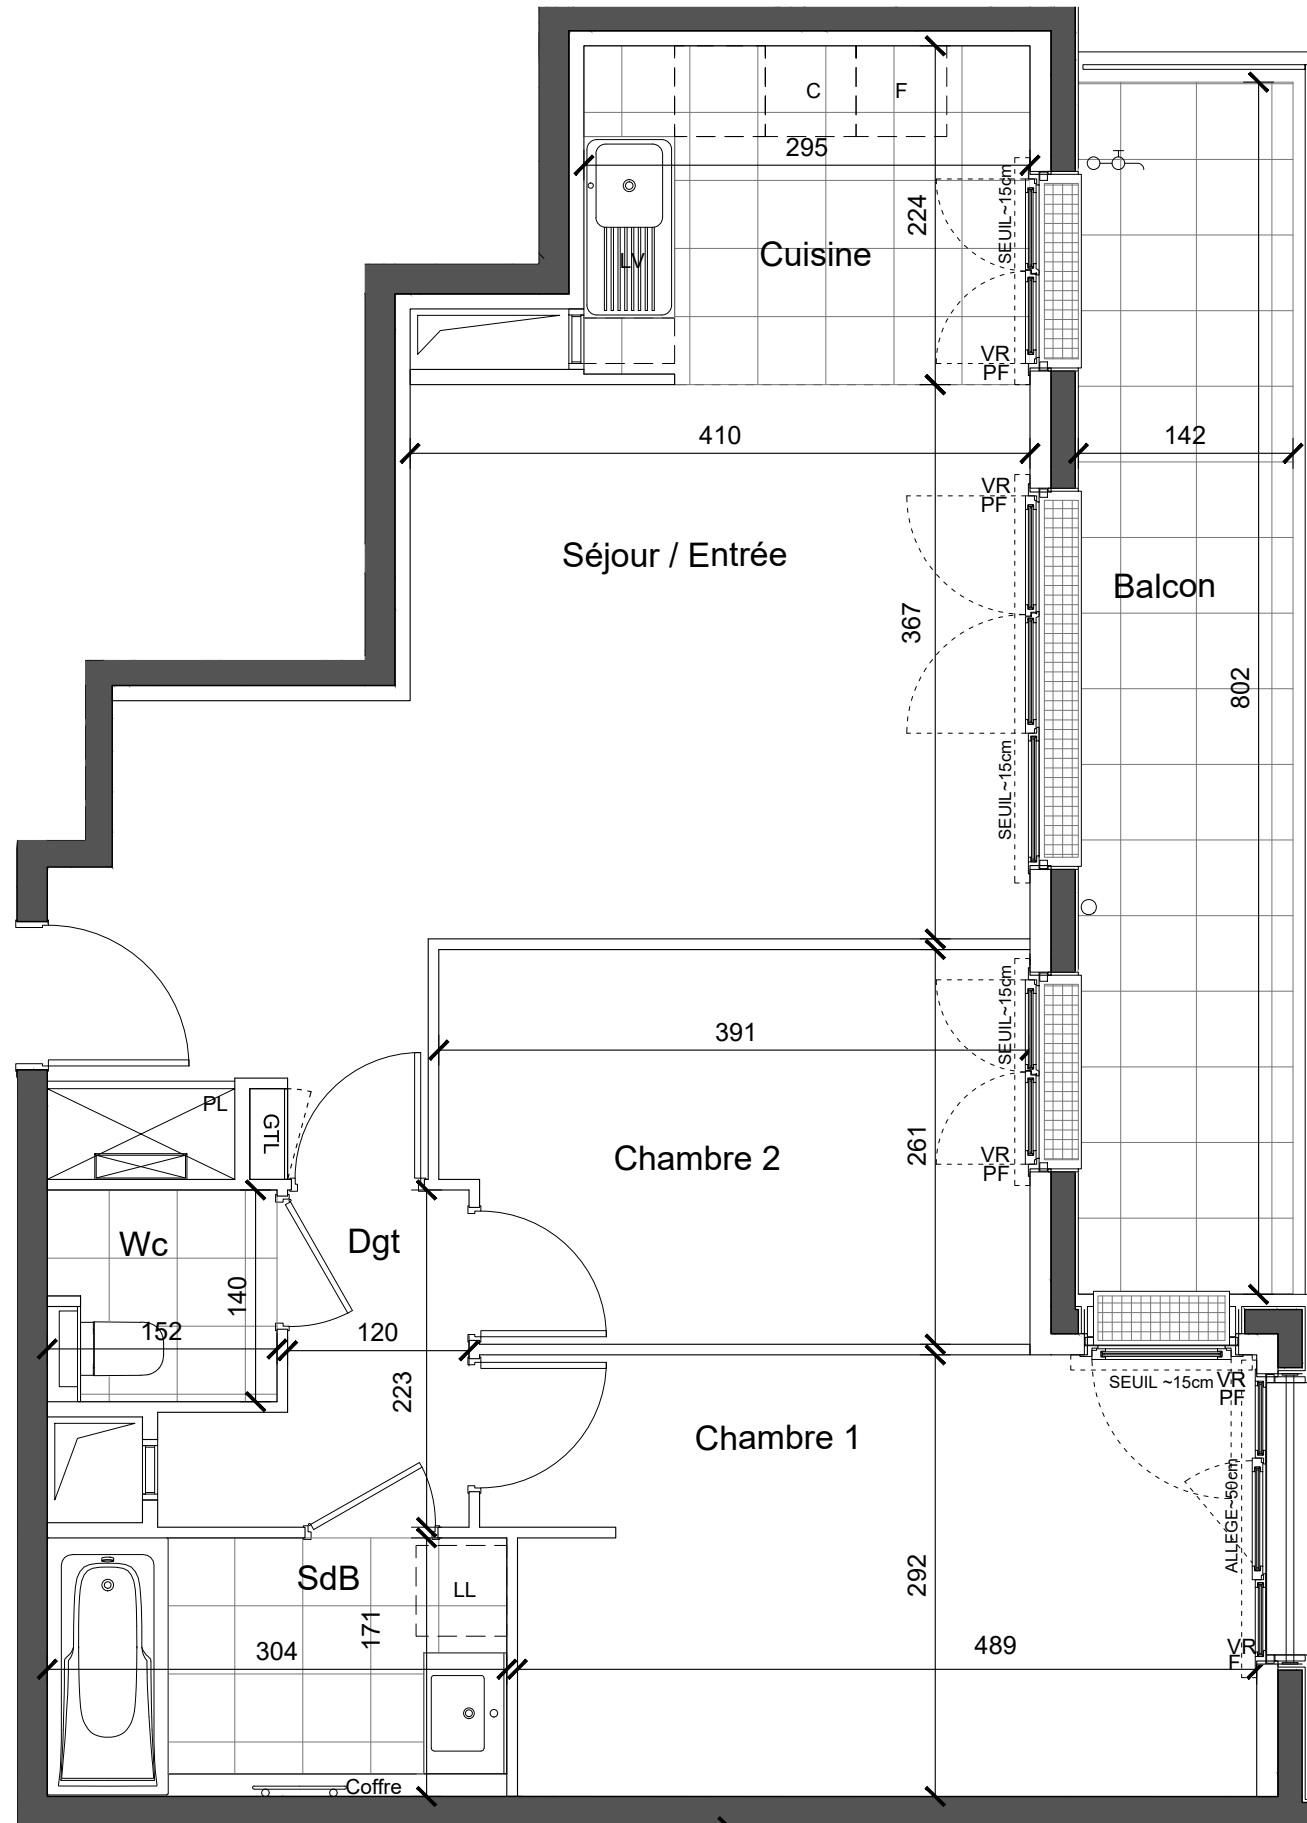 C
F
295
224
SEUIL~15cm
Cuisine
LV
VR
PF
410
142
VR
PF
Séjour / Entrée
Balcon
367
802
SEUIL~15cm
SEUIL~15cm
391
PL
GTL
261
Chambre 2
VR
PF
Wc
Dgt
140
152
120
223
SEUIL ~15cm
VR
PF
Chambre 1
ALLEGE~50cm
SdB
LL
292
171
304
489
VR
F
Coffre